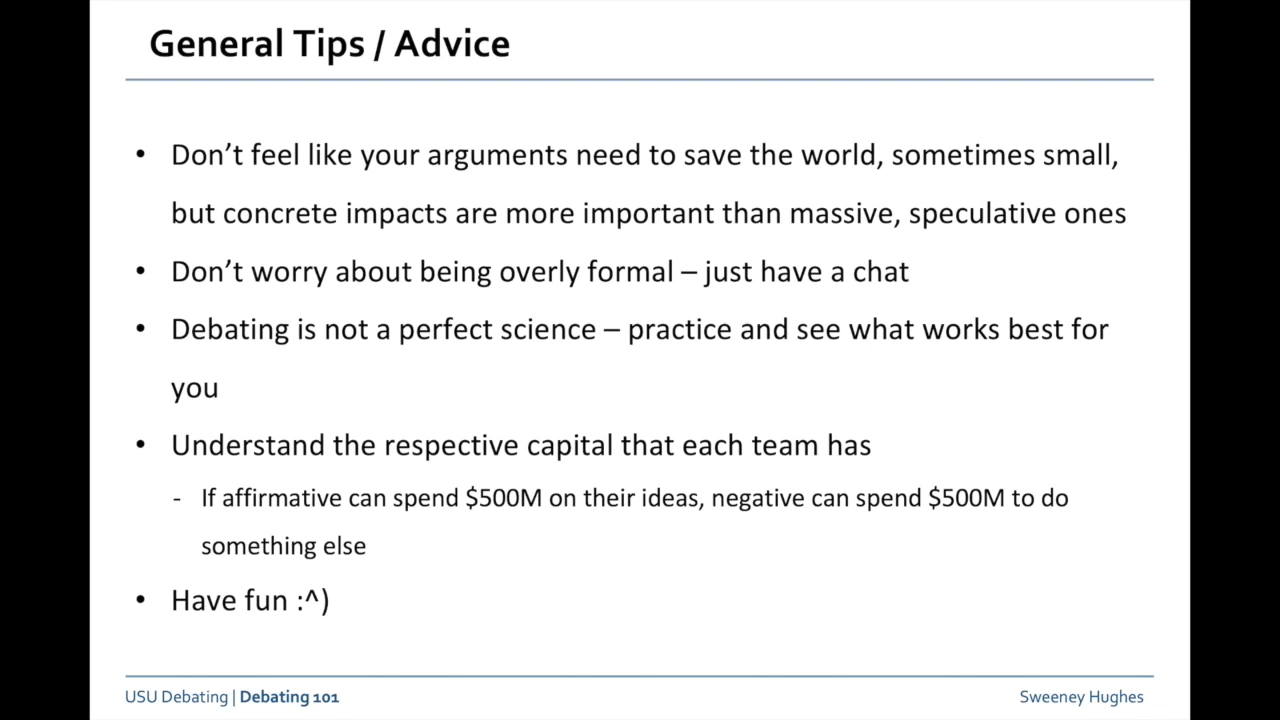 General Tips / Advice
• Don’t feel like your arguments need to save the world, sometimes small,
but concrete impacts are more important than massive, speculative ones
• Don’t worry about being overly formal – just have a chat
• Debating is not a perfect science – practice and see what works best for
you
• Understand the respective capital that each team has
- If affirmative can spend $500M on their ideas, negative can spend $500M to do
something else
• Have fun :^)
USU Debating | Debating 101
Sweeney Hughes